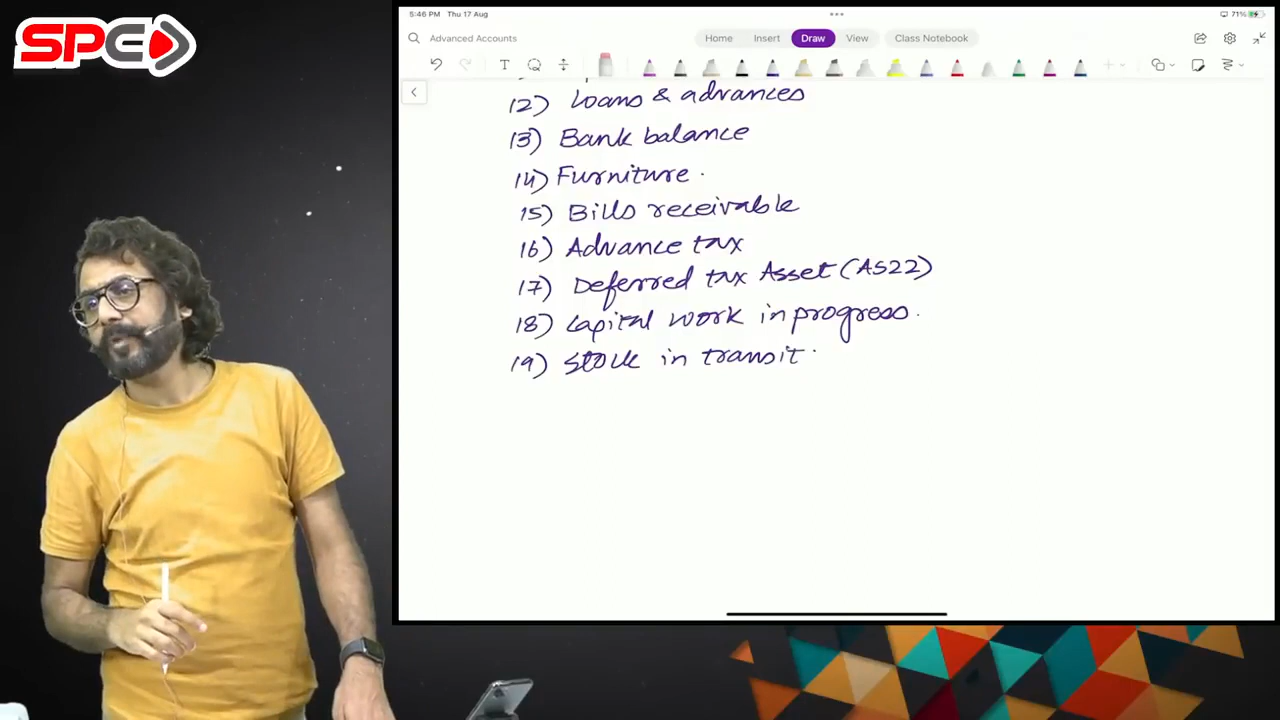 SPE
5:46 PM Thu 17 Aug
71%
Advanced Accounts
Home Insert Draw View Class Notebook
T
12) Loans & advances
13) Bank balance
14) Furniture.
15) Bills receivable
16) Advance tax
17) Deferred tax Asset (AS22)
18) Capital work in progress.
19) Stock in transit.